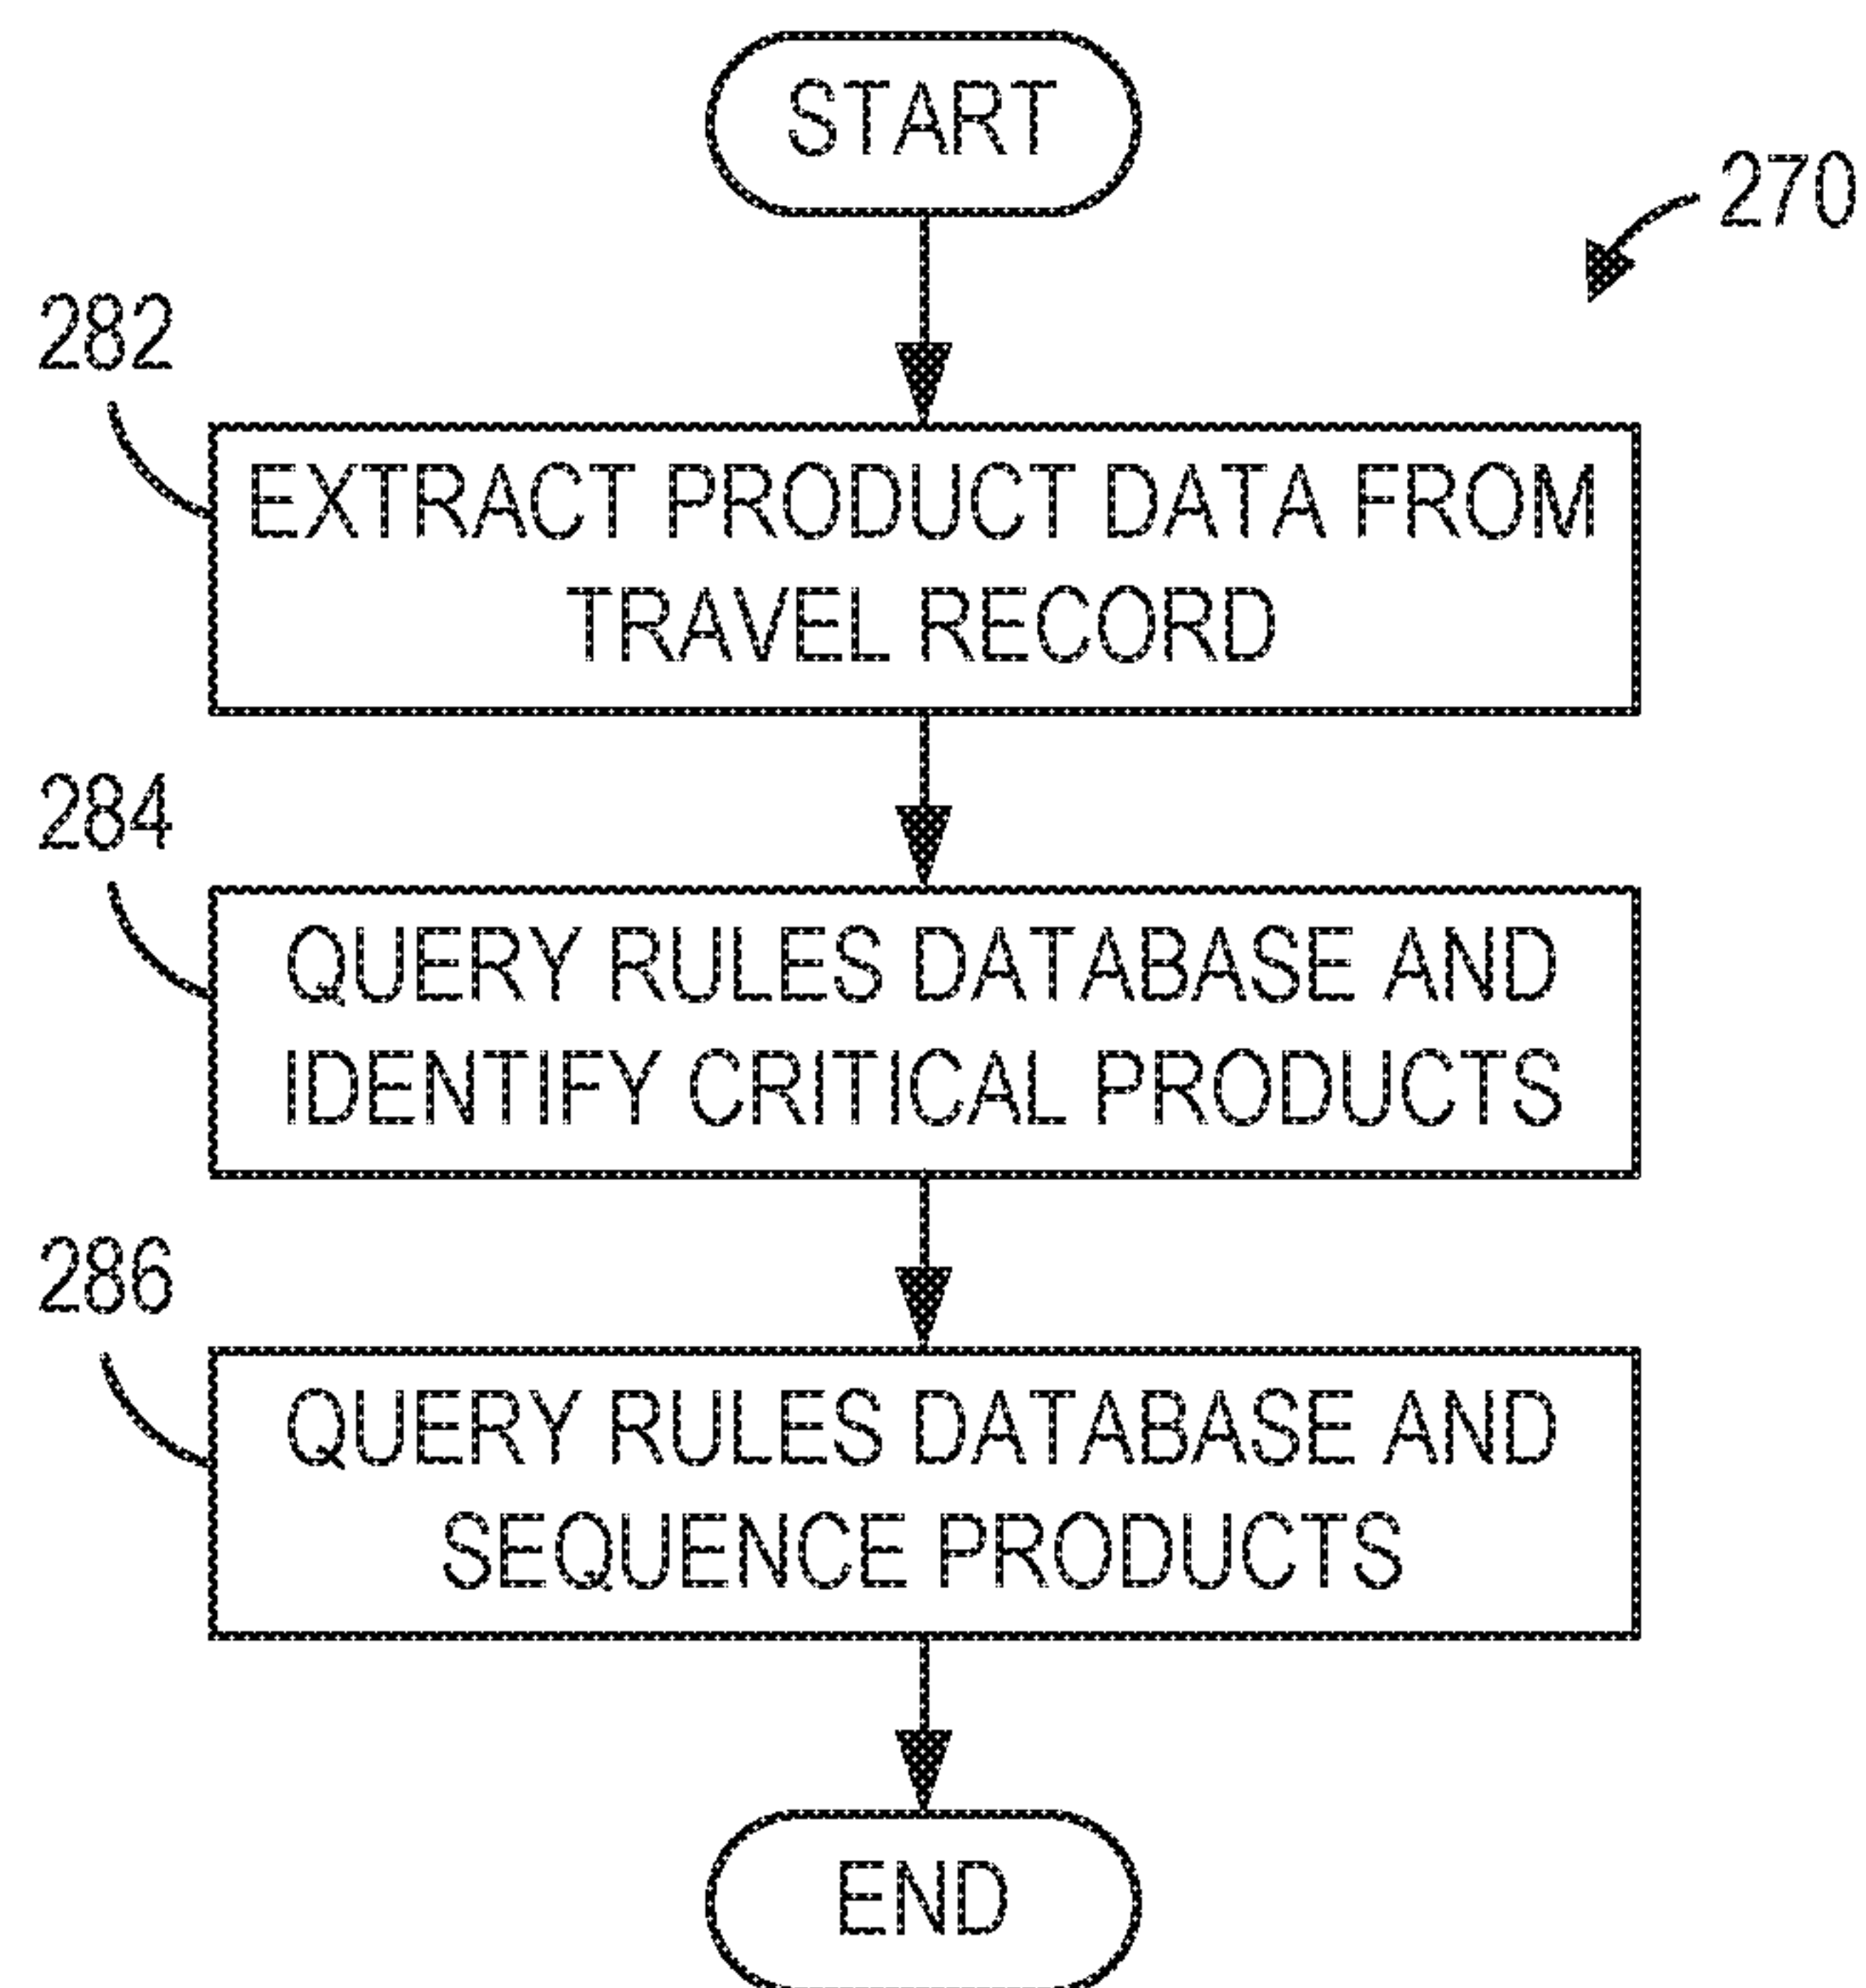 START
270
282
EXTRACT PRODUCT DATA FROM
TRAVEL RECORD
284
QUERY RULES DATABASE AND
IDENTIFY CRITICAL PRODUCTS
286
QUERY RULES DATABASE AND
SEQUENCE PRODUCTS
END